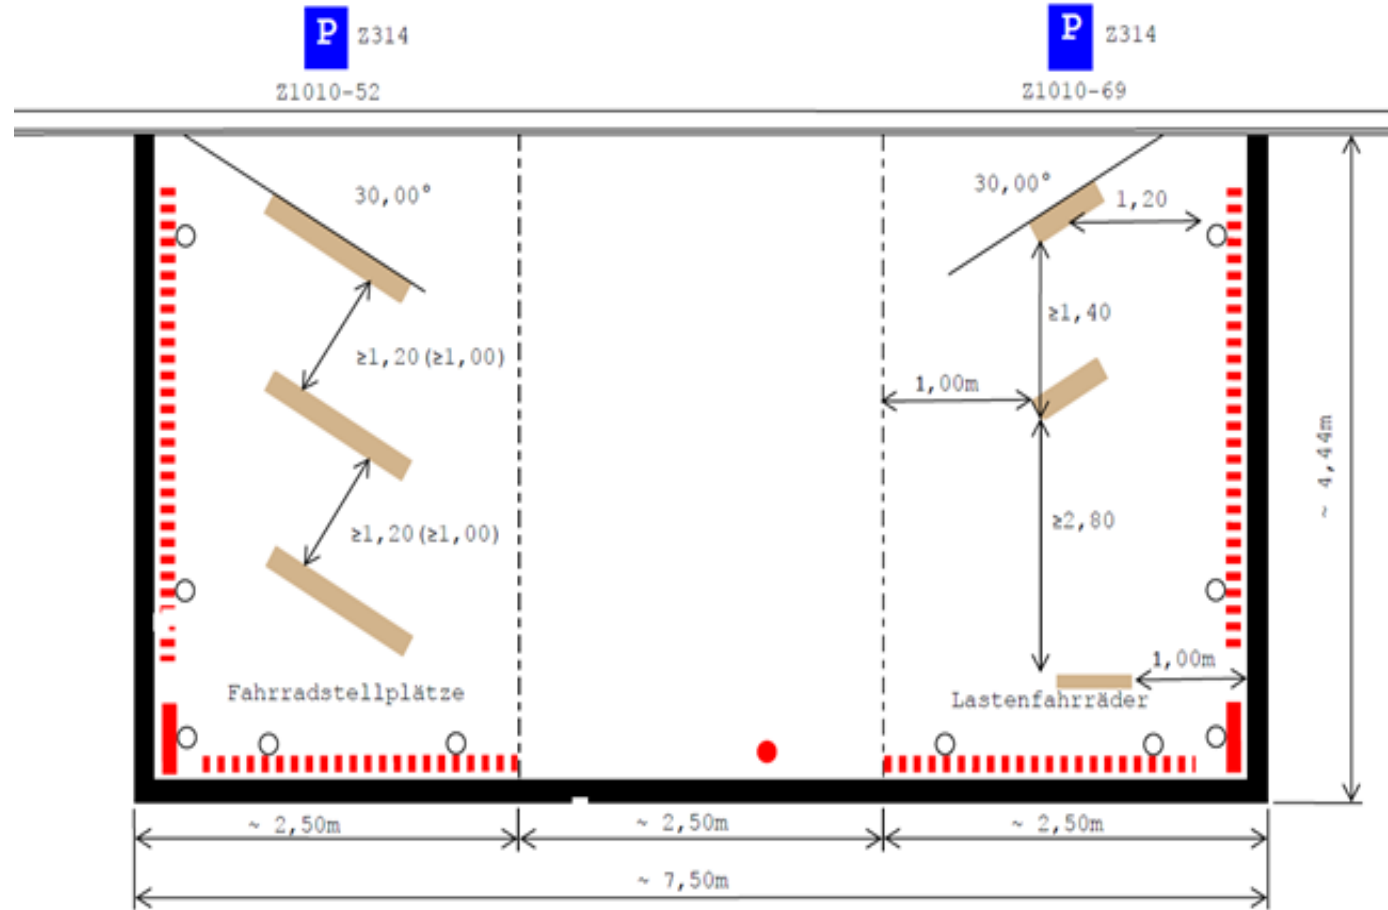 P Z314
P Z314
Z1010-52
Z1010-69
30,00°
30,00°
1,20
≥1,40
≥1,20(≥1,00)
1,00m
~ 4,44m
≥2,80
≥1,20(≥1,00)
1,00m
Fahrradstellplätze
Lastenfahrräder
~ 2,50m
~ 2,50m
~ 2,50m
~ 7,50m